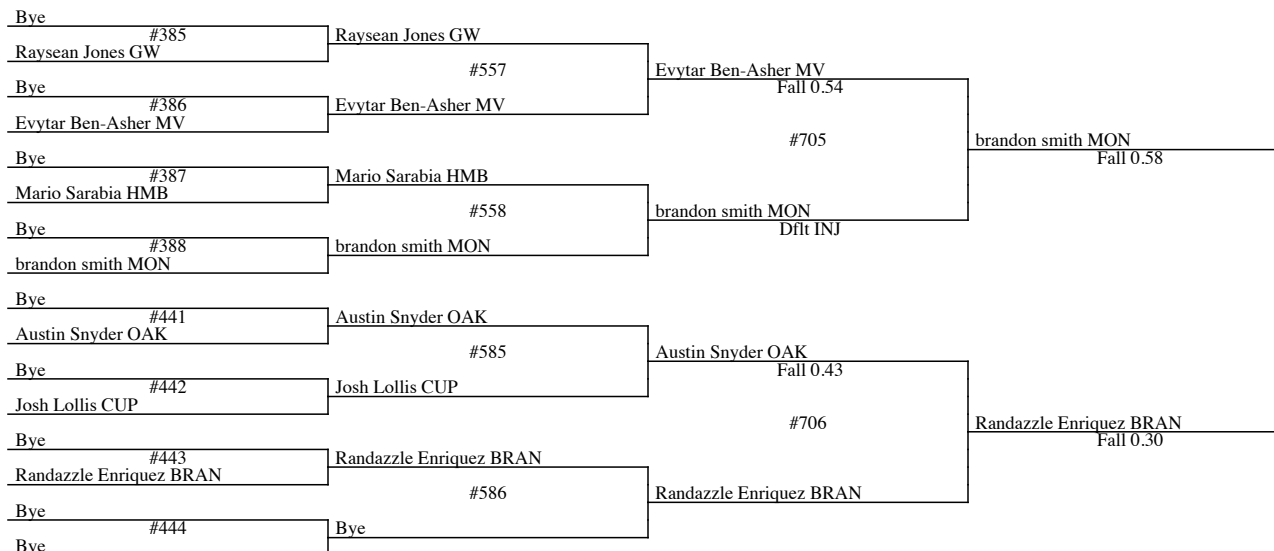 Bye
#385
Raysean Jones GW
Bye
#386
Evytar Ben-Asher MV
Bye
#387
Mario Sarabia HMB
Bye
#388
brandon smith MON
Bye
#441
Austin Snyder OAK
Bye
#442
Josh Lollis CUP
Bye
#443
Randazzle Enriquez BRAN
Bye
#444
Bye
Raysean Jones GW
#557
Evytar Ben-Asher MV
Mario Sarabia HMB
#558
brandon smith MON
Austin Snyder OAK
#585
Josh Lollis CUP
Randazzle Enriquez BRAN
#586
Bye
Evytar Ben-Asher MV
Fall 0.54
#705
brandon smith MON
Dflt INJ
Austin Snyder OAK
Fall 0.43
#706
Randazzle Enriquez BRAN
brandon smith MON
Fall 0.58
Randazzle Enriquez BRAN
Fall 0.30